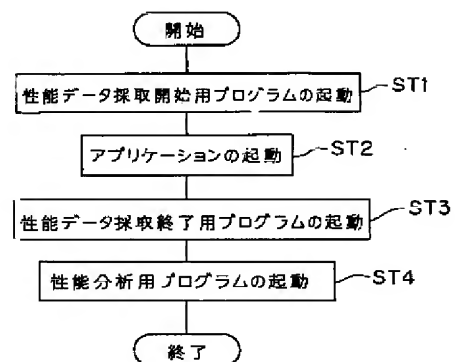 開始
性能データ採取開始用プログラムの起動
ST1
アプリケーションの起動
ST2
性能データ採取終了用プログラムの起動
ST3
性能分析用プログラムの起動
ST4
終了